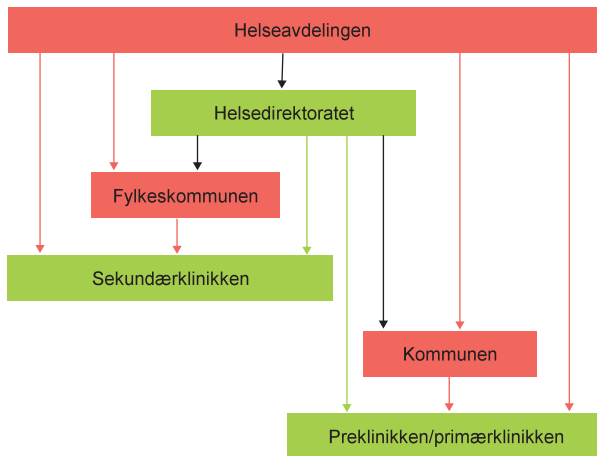 Helseavdelingen
Helsedirektoratet
Fylkeskommunen
Sekundærklinikken
Kommunen
Preklinikken/primærklinikken